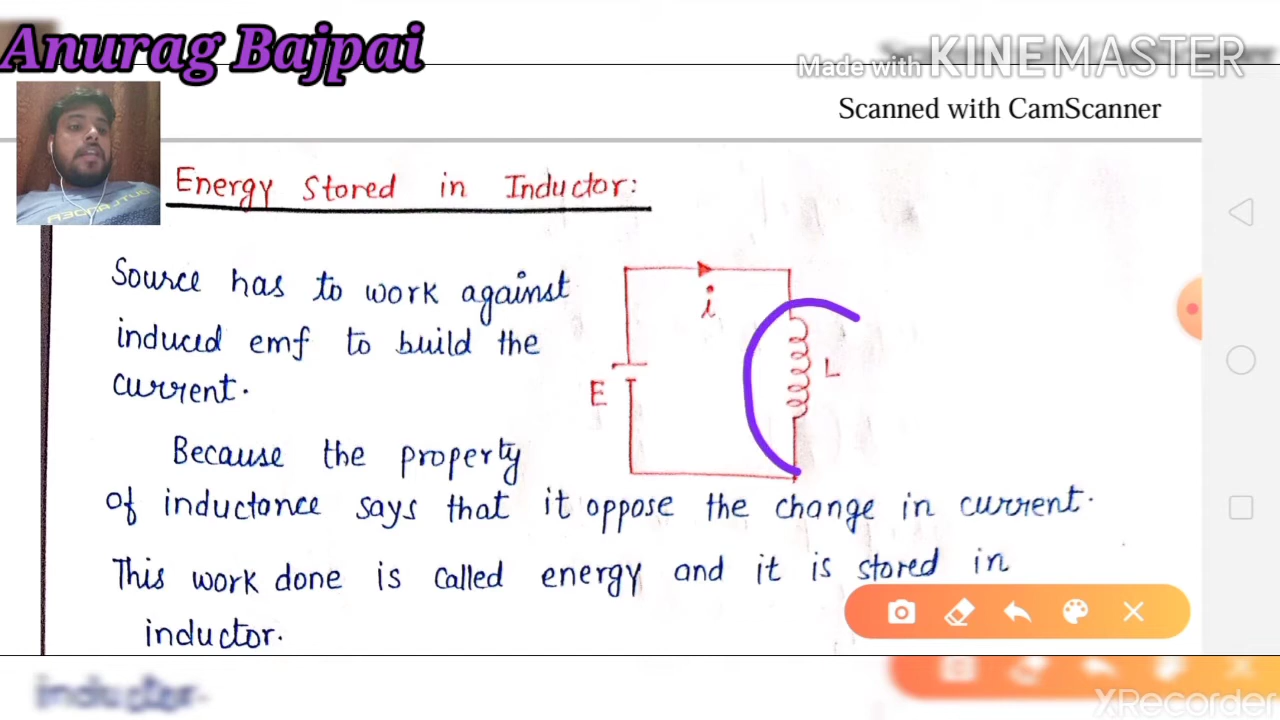 Anurag Bajpai
Made with KINEMASTER
Scanned with CamScanner
Energy Stored in Inductor:
Source has to work against
induced emf to build the
current.
i
E
L
Because the property
of inductance says that it oppose the change in current.
This work done is called energy and it is stored in
inductor.
inductor.
XRecorder